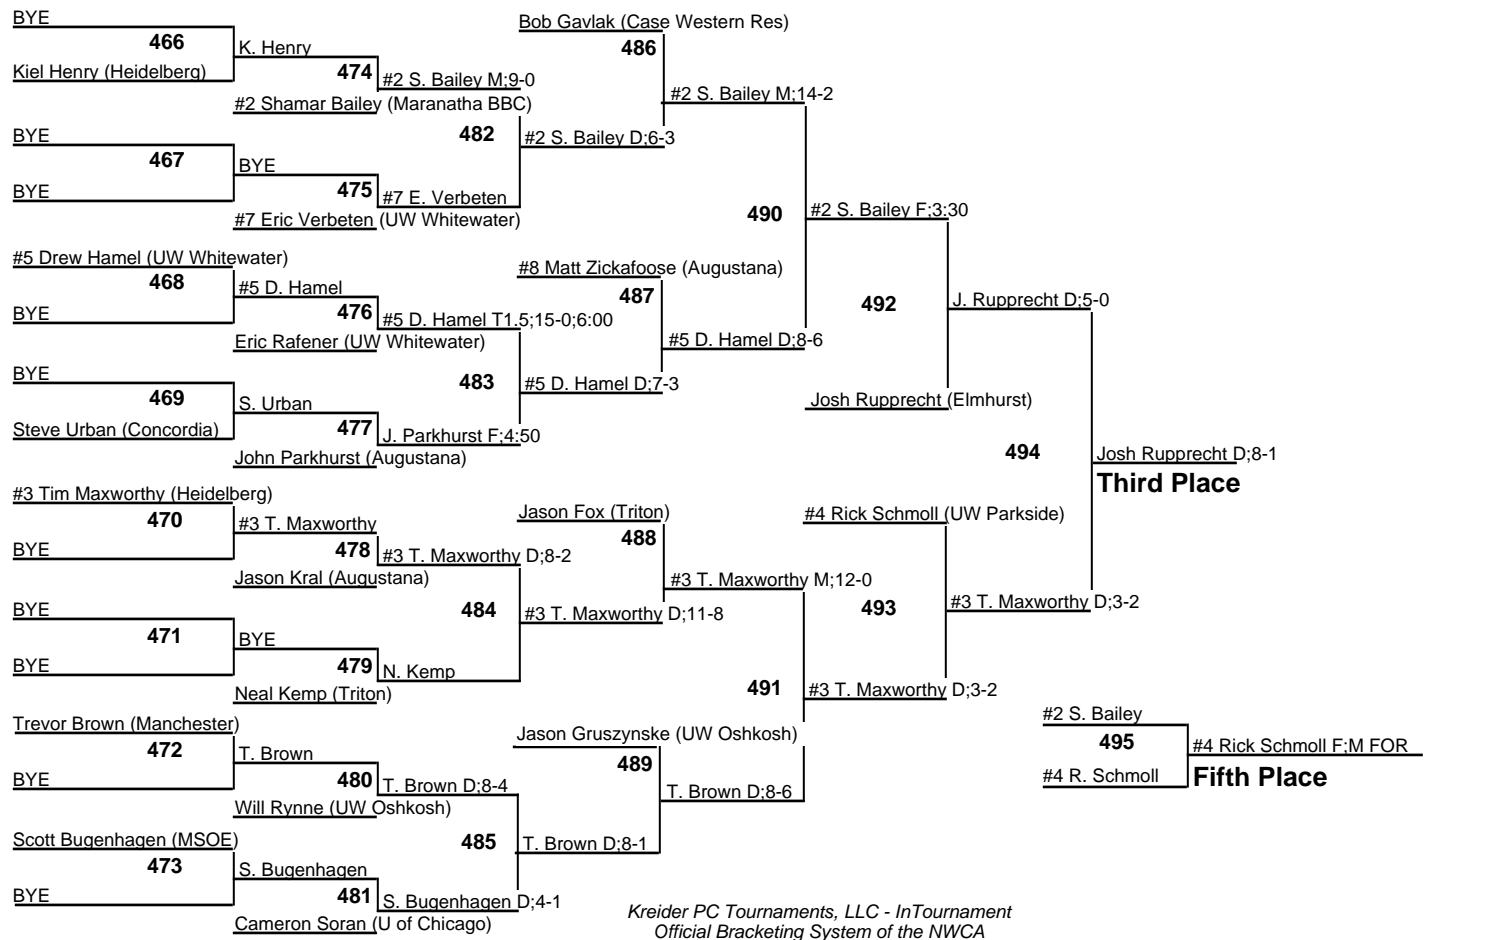 BYE
466
Kiel Henry (Heidelberg)
K. Henry
474
#2 Shamar Bailey (Maranatha BBC)
#2 S. Bailey M;9-0
BYE
467
BYE
BYE
475
#7 Eric Verbeten (UW Whitewater)
#7 E. Verbeten
482
#2 S. Bailey D;6-3
Bob Gavlak (Case Western Res)
486
#2 S. Bailey M;14-2
#5 Drew Hamel (UW Whitewater)
468
BYE
#5 D. Hamel
476
Eric Rafener (UW Whitewater)
#5 D. Hamel T1.5;15-0;6:00
BYE
469
Steve Urban (Concordia)
S. Urban
477
John Parkhurst (Augustana)
J. Parkhurst F;4:50
483
#5 D. Hamel D;7-3
#8 Matt Zickafoose (Augustana)
487
#5 D. Hamel D;8-6
490
#2 S. Bailey F;3:30
492
Josh Rupprecht (Elmhurst)
J. Rupprecht D;5-0
#3 Tim Maxworthy (Heidelberg)
470
BYE
#3 T. Maxworthy
478
Jason Kral (Augustana)
#3 T. Maxworthy D;8-2
BYE
471
BYE
BYE
479
Neal Kemp (Triton)
N. Kemp
484
#3 T. Maxworthy D;11-8
Jason Fox (Triton)
488
#3 T. Maxworthy M;12-0
Trevor Brown (Manchester)
472
BYE
T. Brown
480
Will Rynne (UW Oshkosh)
T. Brown D;8-4
Scott Bugenhagen (MSOE)
473
BYE
S. Bugenhagen
481
Cameron Soran (U of Chicago)
S. Bugenhagen D;4-1
485
T. Brown D;8-1
Jason Gruszynske (UW Oshkosh)
489
T. Brown D;8-6
491
#3 T. Maxworthy D;3-2
#4 Rick Schmoll (UW Parkside)
493
#3 T. Maxworthy D;3-2
494
Josh Rupprecht D;8-1
Third Place
#2 S. Bailey
495
#4 R. Schmoll
#4 Rick Schmoll F;M FOR
Fifth Place
Kreider PC Tournaments, LLC - InTournament
Official Bracketing System of the NWCA